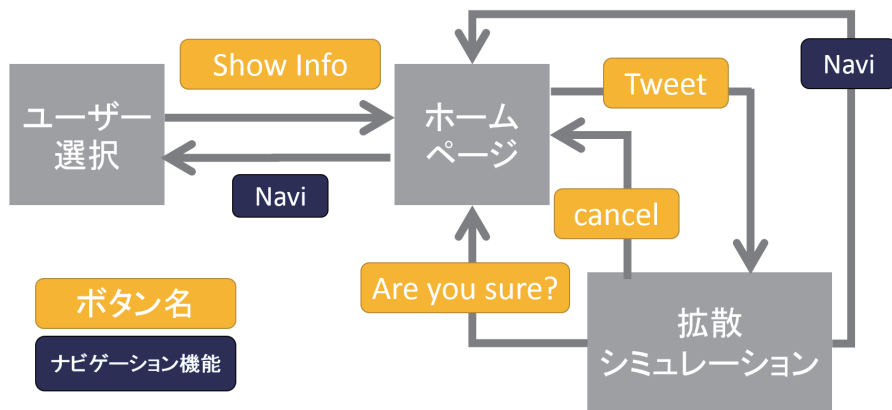 Show Info
Navi
Tweet
ユーザー
選択
ホーム
ページ
Navi
cancel
Are you sure?
ボタン名
拡散
シミュレーション
ナビゲーション機能